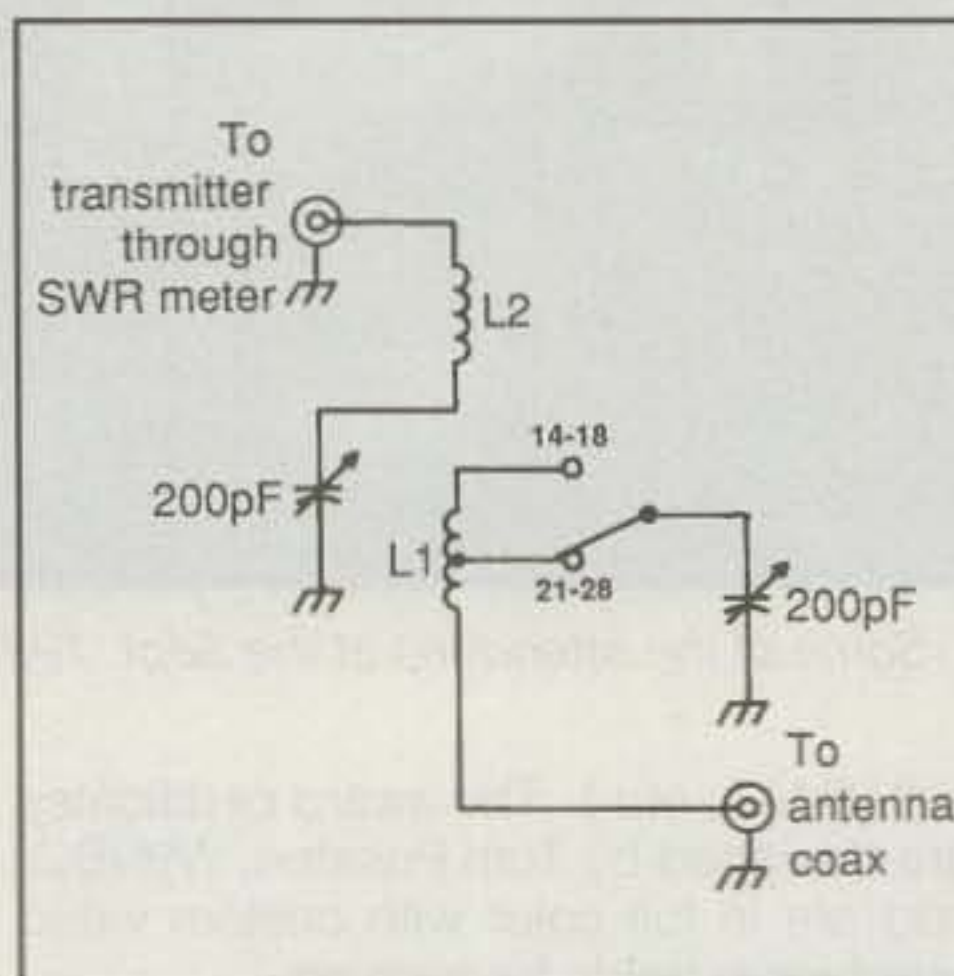 To
transmitter
through
SWR meter
L2
14-18
200pF
L1
21-28
200pF
To
antenna
coax